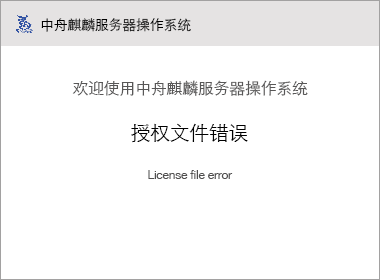 中舟麒麟服务器操作系统
欢迎使用中舟麒麟服务器操作系统
授权文件错误
License file error